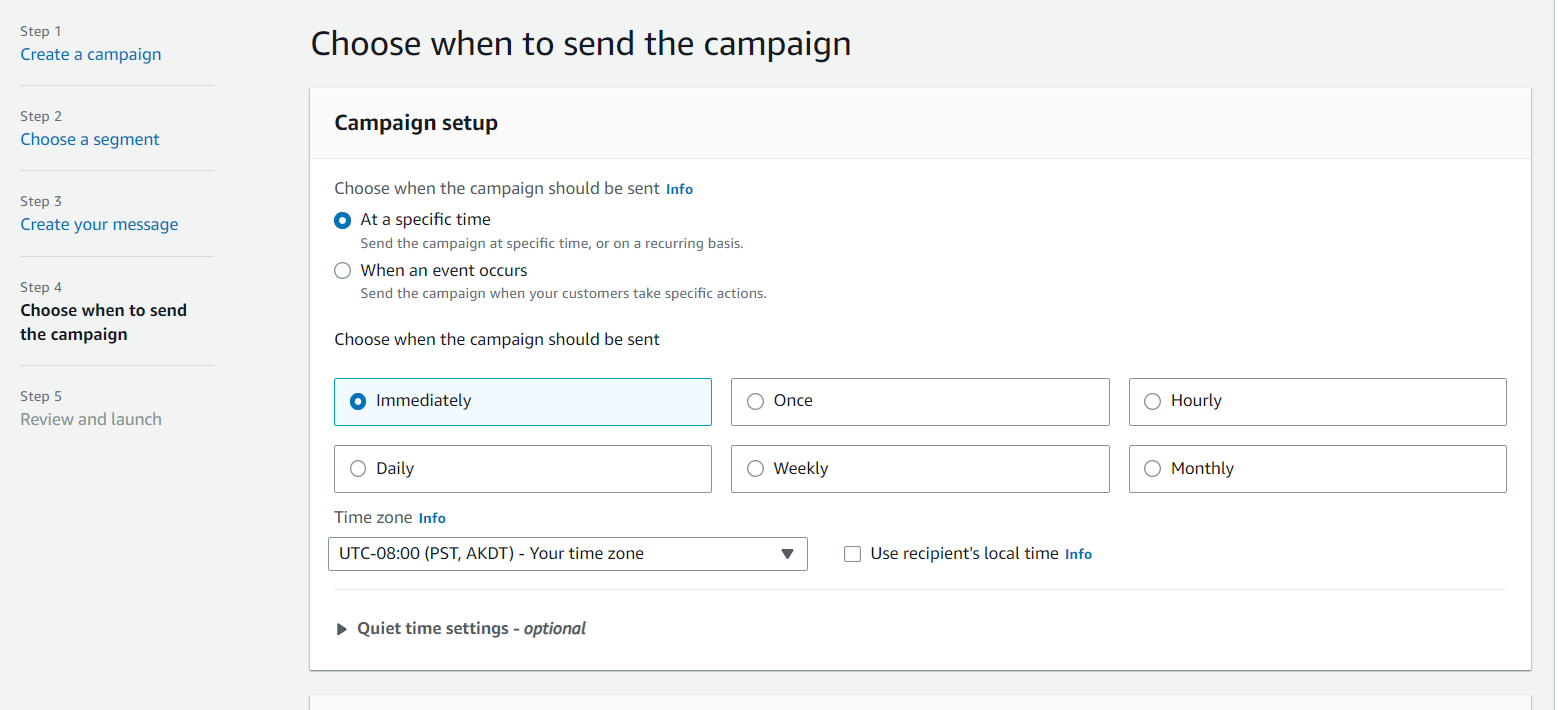 Step 1
Create a campaign
Step 2
Choose a segment
Step 3
Create your message
Step 4
Choose when to send
the campaign
Step 5
Review and launch
Choose when to send the campaign
Campaign setup
Choose when the campaign should be sent Info
At a specific time
Send the campaign at specific time, or on a recurring basis.
When an event occurs
Send the campaign when your customers take specific actions.
Choose when the campaign should be sent
Immediately
Once
Hourly
Daily
Weekly
Monthly
Time zone Info
UTC-08:00 (PST, AKDT) - Your time zone
Use recipient's local time Info
Quiet time settings - optional